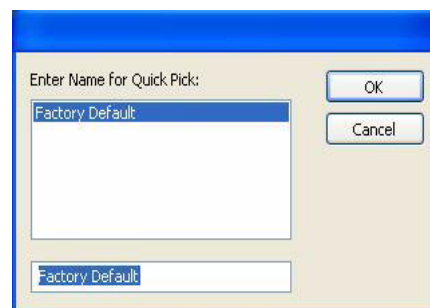 Enter Name for Quick Pick:
OK
Factory Default
Cancel
Factory Default